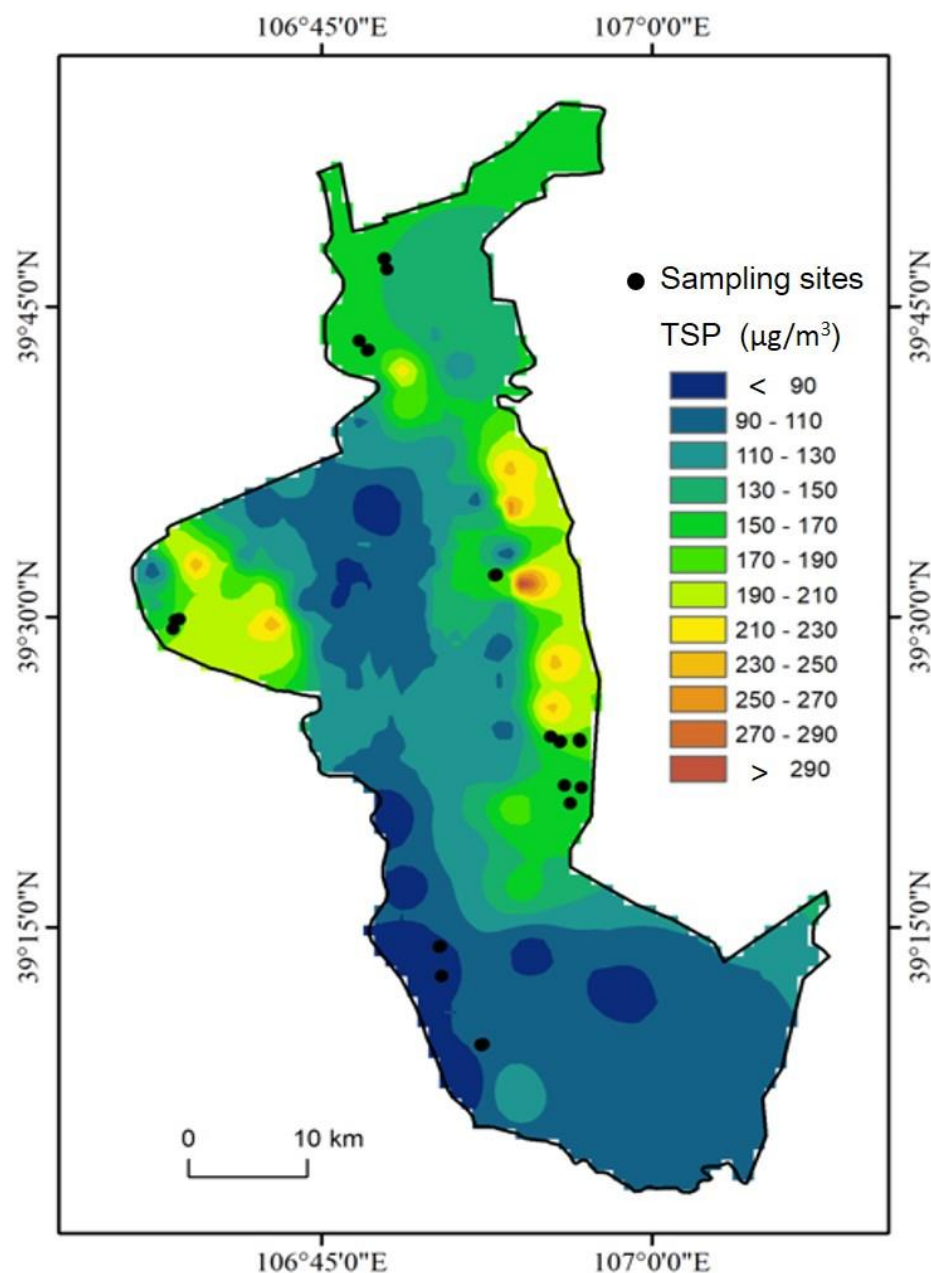 106°45'0"E 107°0'0"E
39°45'0"N
39°30'0"N
39°15'0"N
39°45'0"N
39°30'0"N
39°15'0"N
Sampling sites
TSP (µg/m³)
< 90
90 - 110
110 - 130
130 - 150
150 - 170
170 - 190
190 - 210
210 - 230
230 - 250
250 - 270
270 - 290
> 290
0 10 km
106°45'0"E 107°0'0"E